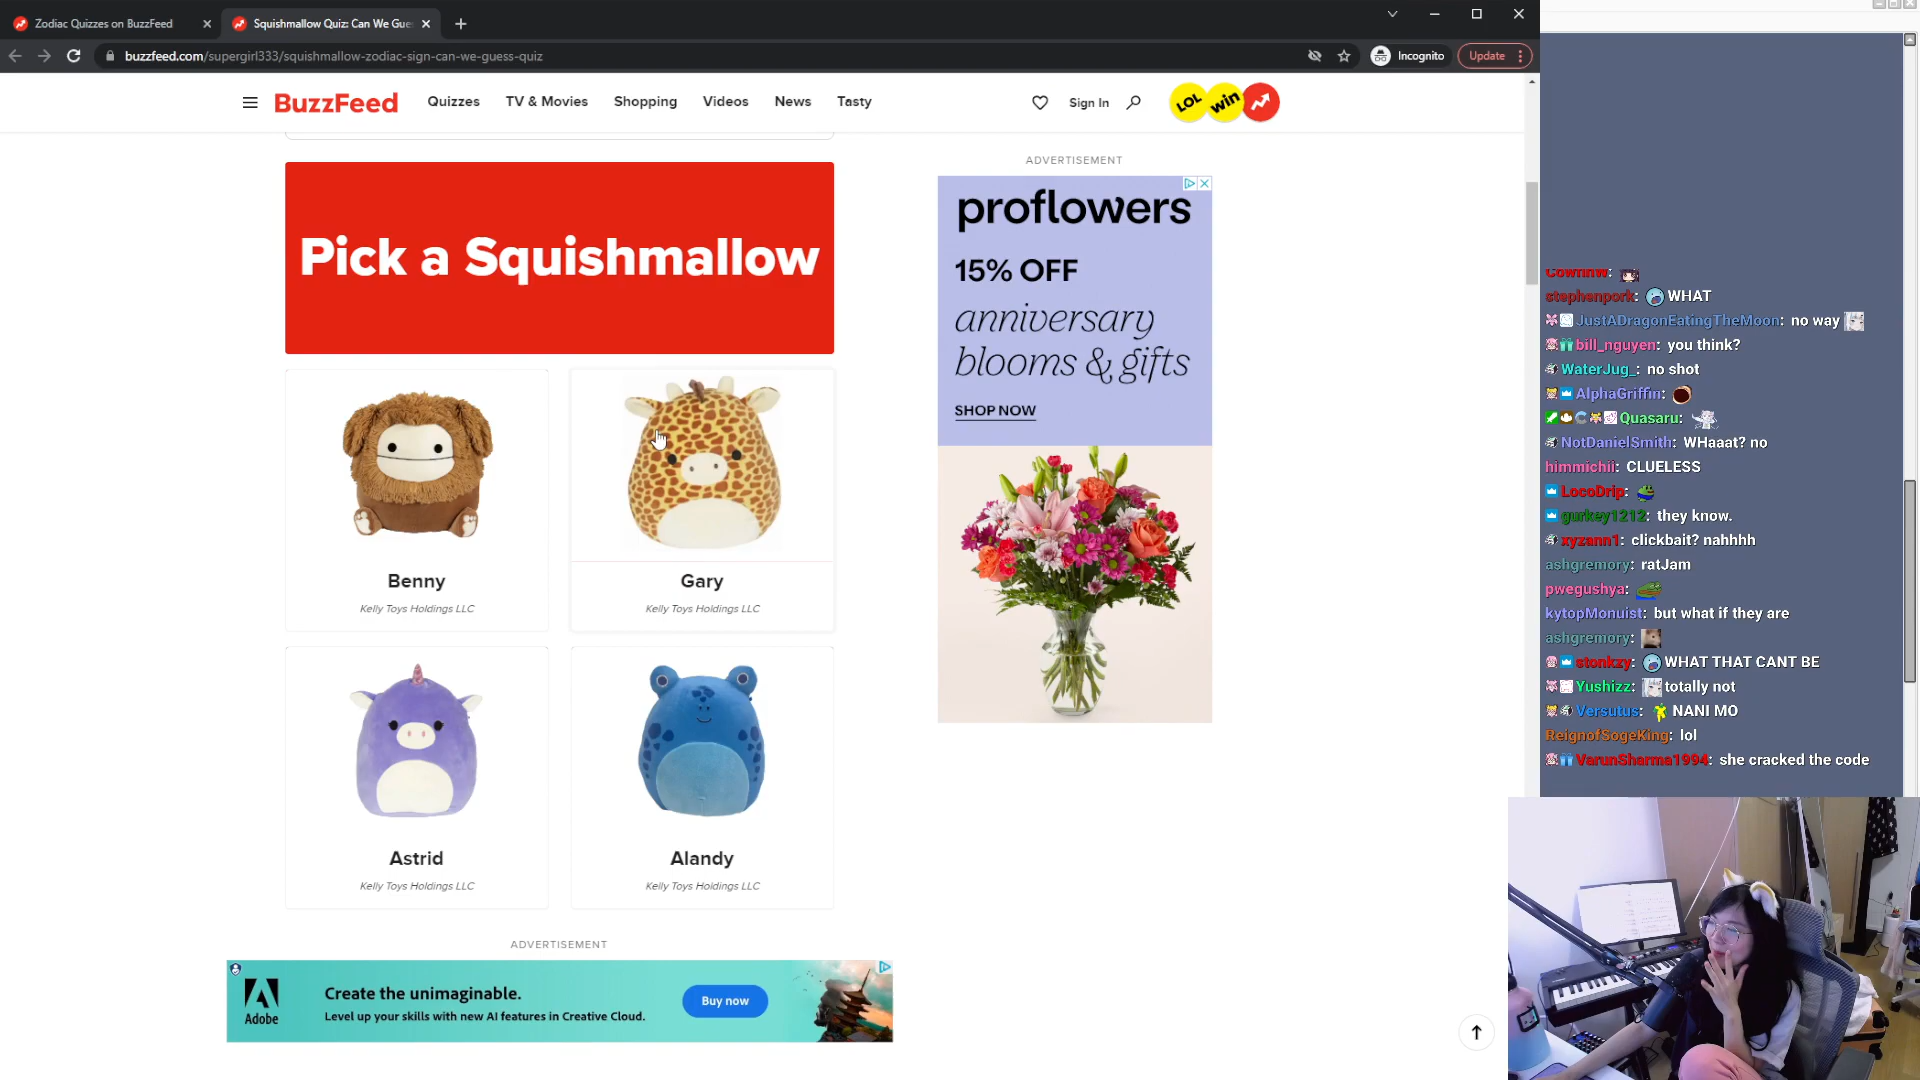 Zodiac Quizzes on BuzzFeed
Squishmallow Quiz: Can We Gue
buzzfeed.com/supergirl333/squishmallow-zodiac-sign-can-we-guess-quiz
Incognito
Update
BuzzFeed
Quizzes
TV & Movies
Shopping
Videos
News
Tasty
Sign In
LOL
win
Pick a Squishmallow
Benny
Kelly Toys Holdings LLC
Gary
Kelly Toys Holdings LLC
Astrid
Kelly Toys Holdings LLC
Alandy
Kelly Toys Holdings LLC
ADVERTISEMENT
Adobe
Create the unimaginable.
Level up your skills with new AI features in Creative Cloud.
Buy now
ADVERTISEMENT
proflowers
15% OFF
anniversary
blooms & gifts
SHOP NOW
stephenpork: WHAT
JustADragonEatingTheMoon: no way
bill_nguyen: you think?
WaterJug_: no shot
AlphaGriffin:
Quasaru:
NotDanielSmith: WHaaat? no
himmichii: CLUELESS
LocoDrip:
gurkey1212: they know.
xyzann1: clickbait? nahhhh
ashgremory: ratJam
pwegushya:
kytopMonuist: but what if they are
ashgremory:
stonkzy: WHAT THAT CANT BE
Yushizz: totally not
Versutus: NANI MO
ReignofSogeKing: lol
VarunSharma1994: she cracked the code